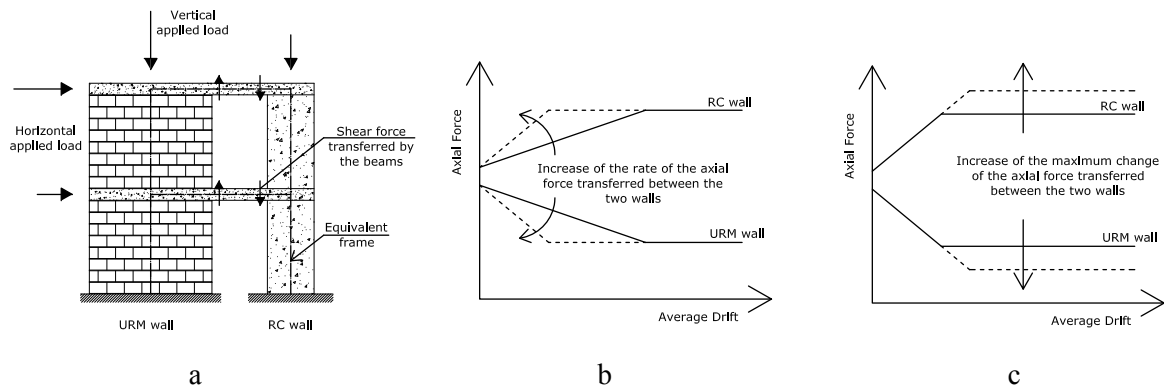 Vertical
applied load
Horizontal
applied load
Shear force
transferred by
the beams
Equivalent
frame
URM wall
RC wall
a
Axial Force
RC wall
Increase of the rate of the axial
force transferred between the
two walls
URM wall
Average Drift
b
Axial Force
RC wall
Increase of the maximum change
of the axial force transferred
between the two walls
URM wall
Average Drift
c